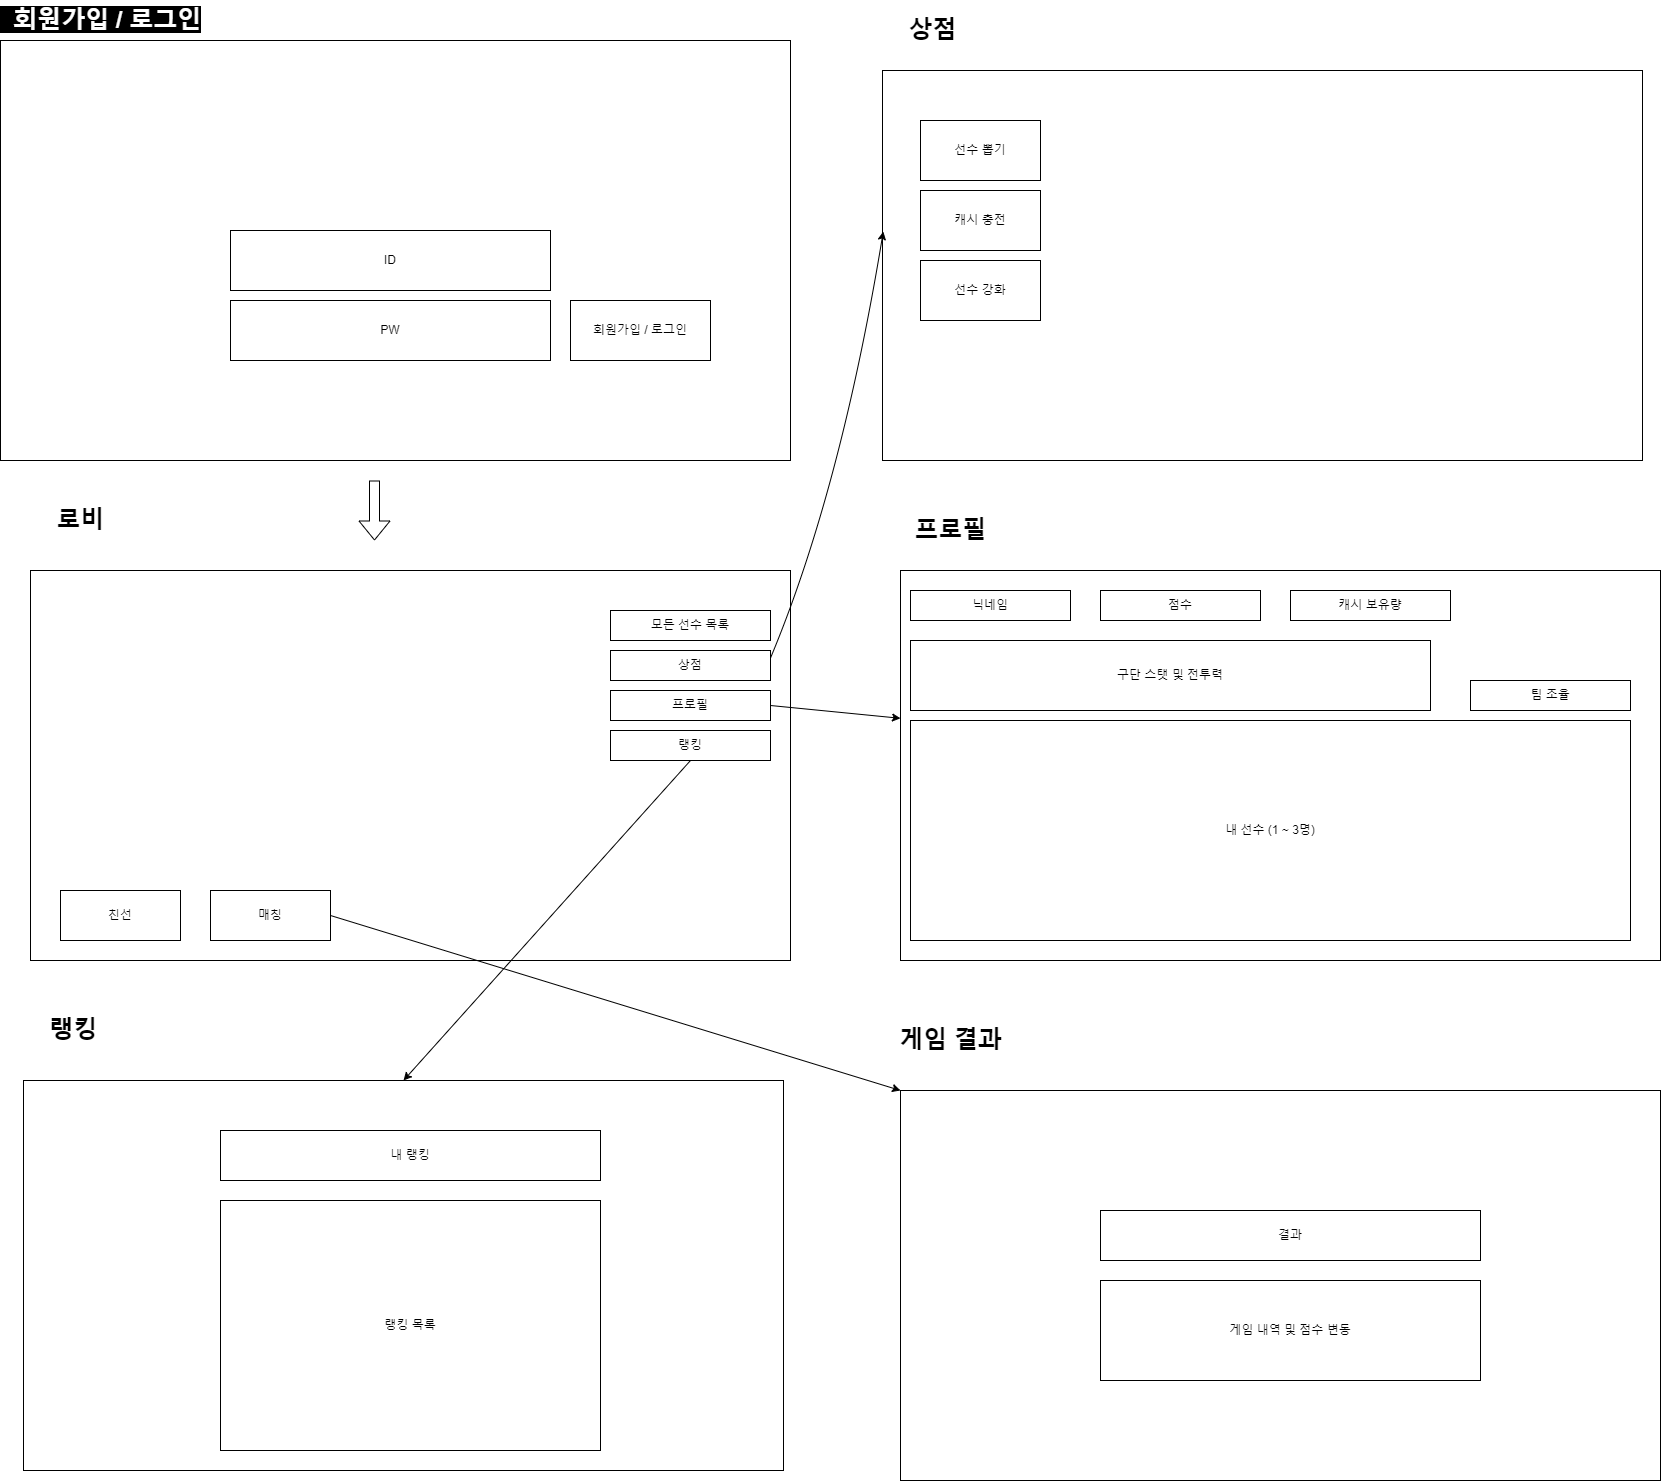 회원가입 / 로그인
ID
PW
회원가입 / 로그인
상점
선수 뽑기
캐시 충전
선수 강화
로비
모든 선수 목록
상점
프로필
랭킹
친선
매칭
프로필
닉네임
점수
캐시 보유량
구단 스탯 및 전투력
팀 조율
내 선수 (1 ~ 3명)
랭킹
내 랭킹
랭킹 목록
게임 결과
결과
게임 내역 및 점수 변동